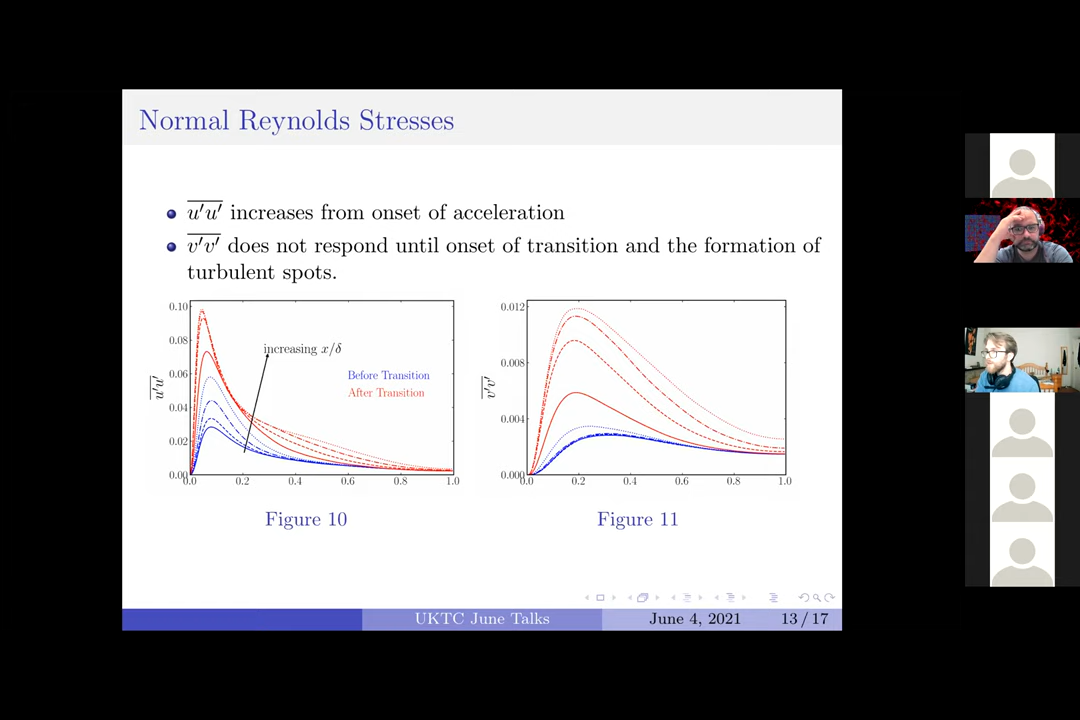 Normal Reynolds Stresses
u′u′ increases from onset of acceleration
v′v′ does not respond until onset of transition and the formation of
turbulent spots.
0.10
0.08
0.06
0.04
0.02
0.00
u′u′
0.0 0.2 0.4 0.6 0.8 1.0
increasing x/δ
Before Transition
After Transition
0.012
0.008
0.004
0.000
v′v′
0.0 0.2 0.4 0.6 0.8 1.0
Figure 10
Figure 11
UKTC June Talks June 4, 2021 13 / 17